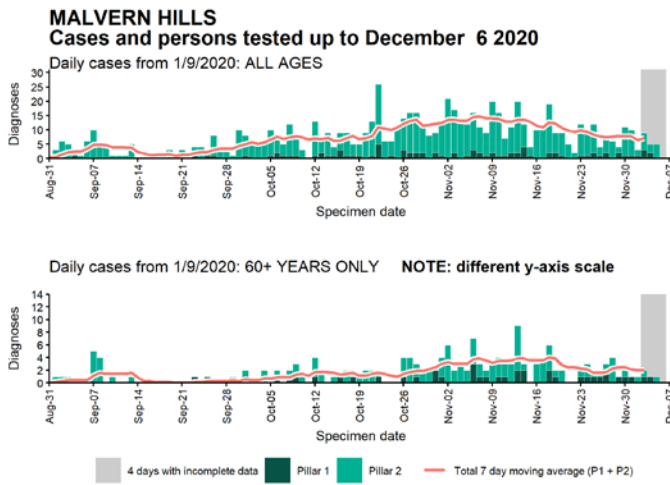 MALVERN HILLS
Cases and persons tested up to December 6 2020
Daily cases from 1/9/2020: ALL AGES
Diagnoses
30
25
20
15
10
5
0
Aug-31
Sep-07
Sep-14
Sep-21
Sep-28
Oct-05
Oct-12
Oct-19
Oct-26
Nov-02
Nov-09
Nov-16
Nov-23
Nov-30
Dec-07
Specimen date
Daily cases from 1/9/2020: 60+ YEARS ONLY NOTE: different y-axis scale
Diagnoses
14
12
10
8
6
4
2
0
Aug-31
Sep-07
Sep-14
Sep-21
Sep-28
Oct-05
Oct-12
Oct-19
Oct-26
Nov-02
Nov-09
Nov-16
Nov-23
Nov-30
Dec-07
Specimen date
4 days with incomplete data Pillar 1 Pillar 2 Total 7 day moving average (P1 + P2)